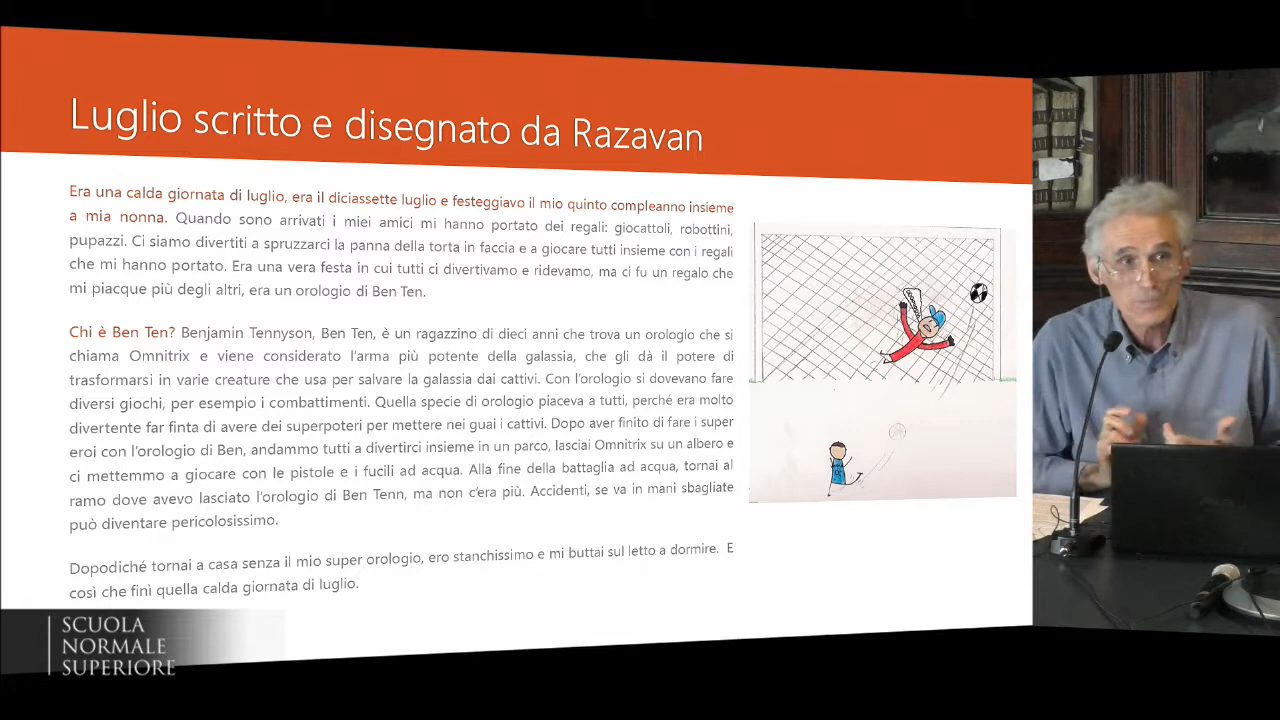 Luglio scritto e disegnato da Razavan
Era una calda giornata di luglio, era il diciassette luglio e festeggiavo il mio quinto compleanno insieme
a mia nonna. Quando sono arrivati i miei amici mi hanno portato dei regali: giocattoli, robottini,
pupazzi. Ci siamo divertiti a spruzzarci la panna della torta in faccia e a giocare tutti insieme con i regali
che mi hanno portato. Era una vera festa in cui tutti ci divertivamo e ridevamo, ma ci fu un regalo che
mi piacque più degli altri, era un orologio di Ben Ten.
Chi è Ben Ten? Benjamin Tennyson, Ben Ten, è un ragazzino di dieci anni che trova un orologio che si
chiama Omnitrix e viene considerato l'arma più potente della galassia, che gli dà il potere di
trasformarsi in varie creature che usa per salvare la galassia dai cattivi. Con l'orologio si dovevano fare
diversi giochi, per esempio i combattimenti. Quella specie di orologio piaceva a tutti, perché era molto
divertente far finta di avere dei superpoteri per mettere nei guai i cattivi. Dopo aver finito di fare i super
eroi con l'orologio di Ben, andammo tutti a divertirci insieme in un parco, lasciai Omnitrix su un albero e
ci mettemmo a giocare con le pistole e i fucili ad acqua. Alla fine della battaglia ad acqua, tornai al
ramo dove avevo lasciato l'orologio di Ben Tenn, ma non c'era più. Accidenti, se va in mani sbagliate
può diventare pericolosissimo.
Dopodiché tornai a casa senza il mio super orologio, ero stanchissimo e mi buttai sul letto a dormire. E
così che finì quella calda giornata di luglio.
SCUOLA
NORMALE
SUPERIORE